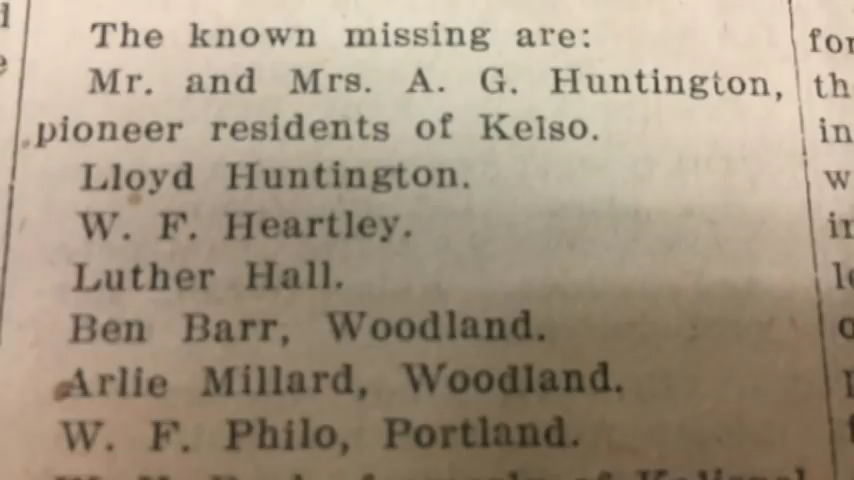 The known missing are:
Mr. and Mrs. A. G. Huntington,
pioneer residents of Kelso.
Lloyd Huntington.
W. F. Heartley.
Luther Hall.
Ben Barr, Woodland.
Arlie Millard, Woodland.
W. F. Philo, Portland.